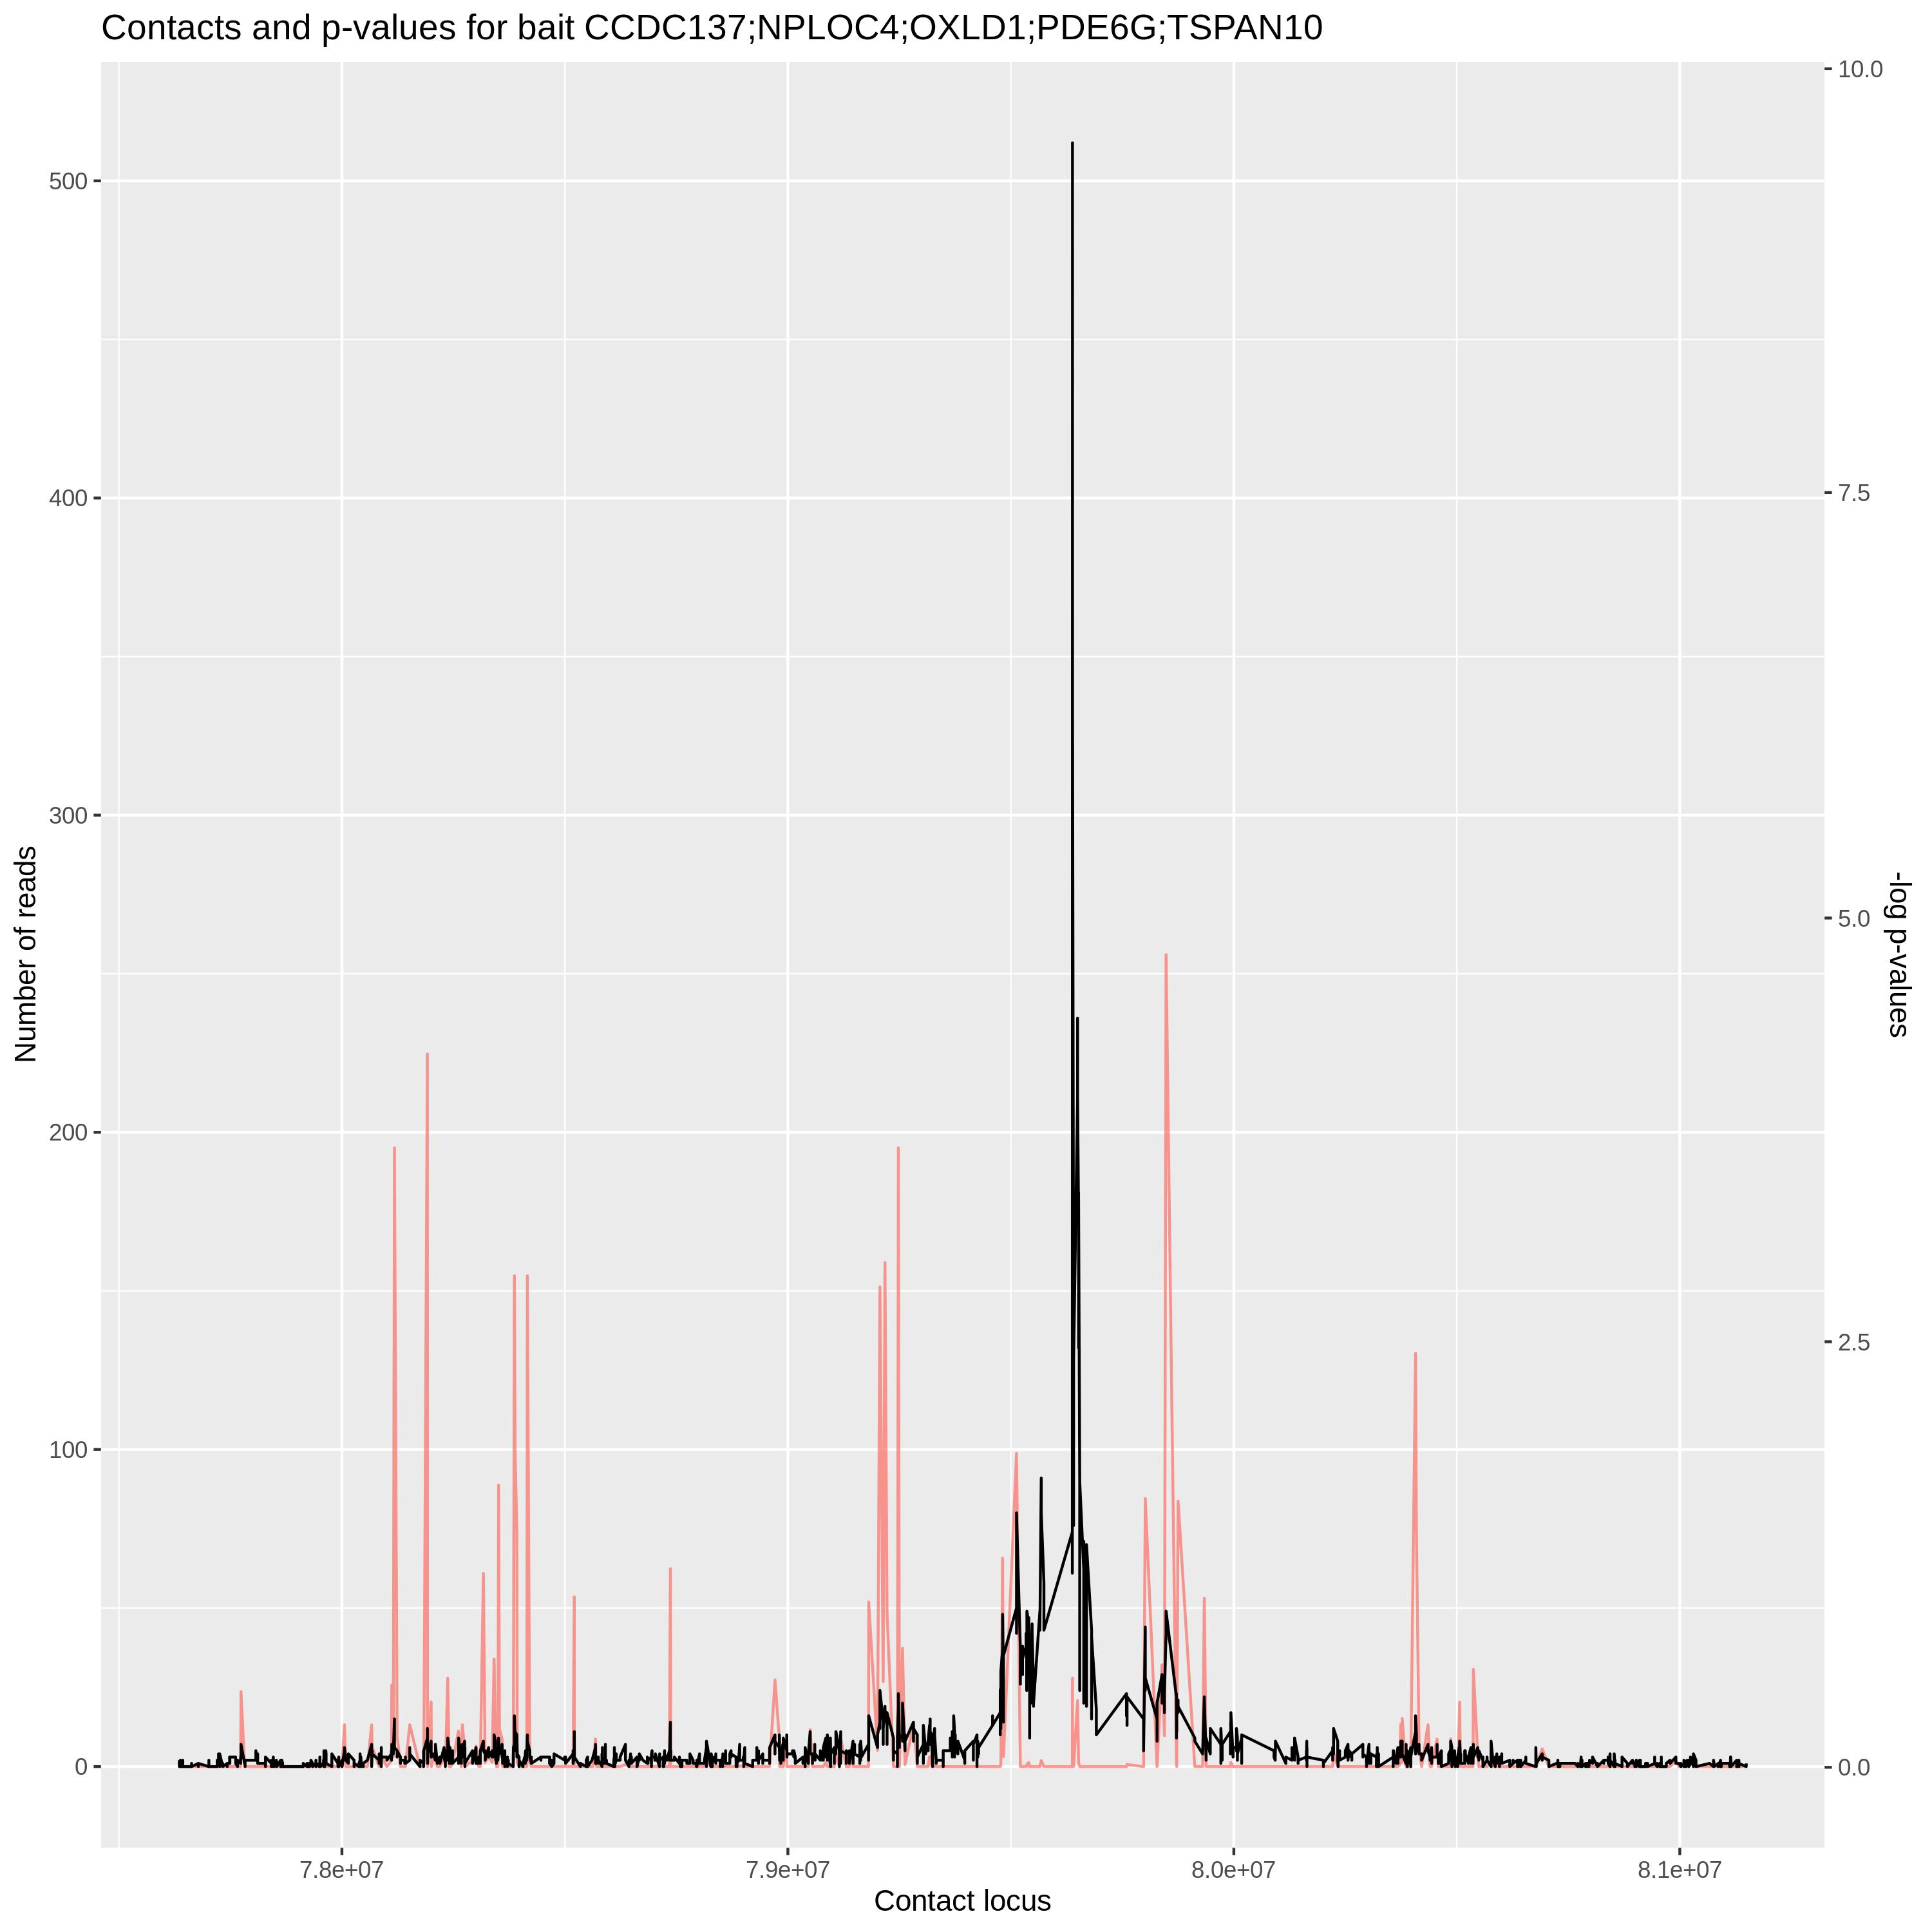 Contacts and p-values for bait CCDC137;NPLOC4;OXLD1;PDE6G;TSPAN10
Number of reads
500
400
300
200
100
0
10.0
7.5
5.0
2.5
0.0
-log p-values
7.8e+07 7.9e+07 8.0e+07 8.1e+07
Contact locus